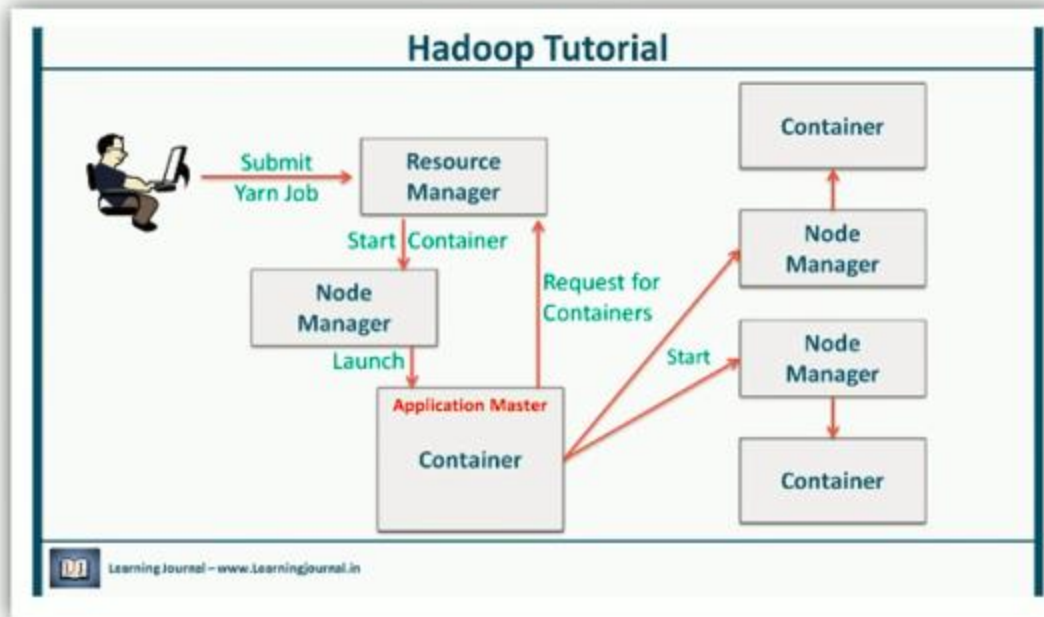 Hadoop Tutorial
Submit
Yarn Job
Resource
Manager
Start Container
Node
Manager
Launch
Application Master
Container
Request for
Containers
Start
Container
Node
Manager
Node
Manager
Container
Learning Journal – www.Learningjournal.in